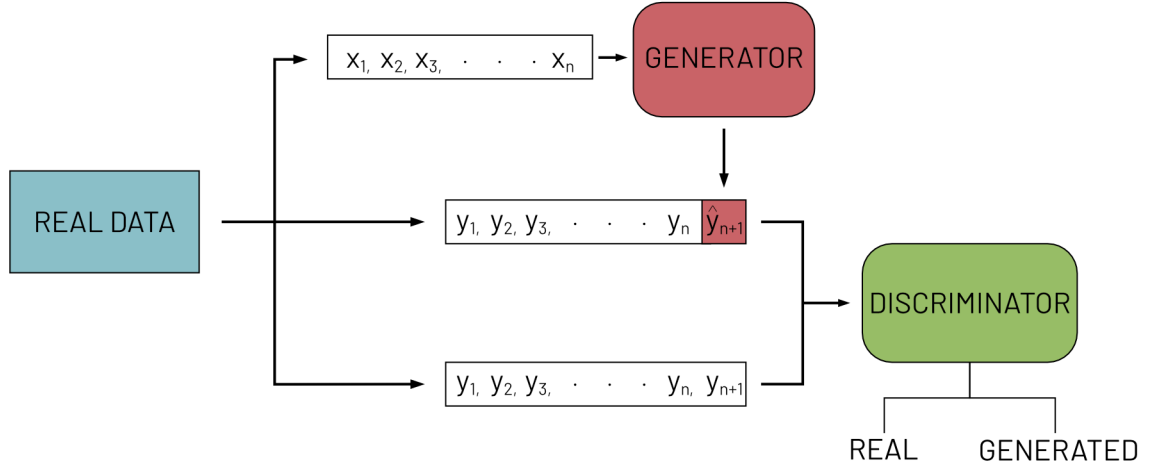 x₁, x₂, x₃, · · · xₙ
GENERATOR
REAL DATA
y₁, y₂, y₃, · · · yₙ ŷₙ₊₁
DISCRIMINATOR
y₁, y₂, y₃, · · · yₙ, yₙ₊₁
REAL
GENERATED